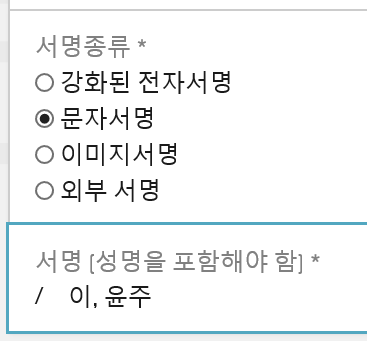 서명종류 *
강화된 전자서명
문자서명
이미지서명
외부 서명
서명 [성명을 포함해야 함] *
/ 이, 윤주